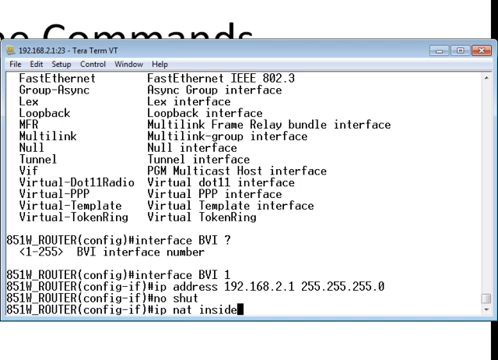 Commands
192.168.2.1:23 - Tera Term VT
File Edit Setup Control Window Help
FastEthernet FastEthernet IEEE 802.3
Group-Async Async Group interface
Lex Lex interface
Loopback Loopback interface
MFR Multilink Frame Relay bundle interface
Multilink Multilink-group interface
Null Null interface
Tunnel Tunnel interface
Vif PGM Multicast Host interface
Virtual-Dot11Radio Virtual dot11 interface
Virtual-PPP Virtual PPP interface
Virtual-Template Virtual Template interface
Virtual-TokenRing Virtual TokenRing
851W_ROUTER(config)#interface BVI ?
<1-255> BVI interface number
851W_ROUTER(config)#interface BVI 1
851W_ROUTER(config-if)#ip address 192.168.2.1 255.255.255.0
851W_ROUTER(config-if)#no shut
851W_ROUTER(config-if)#ip nat inside